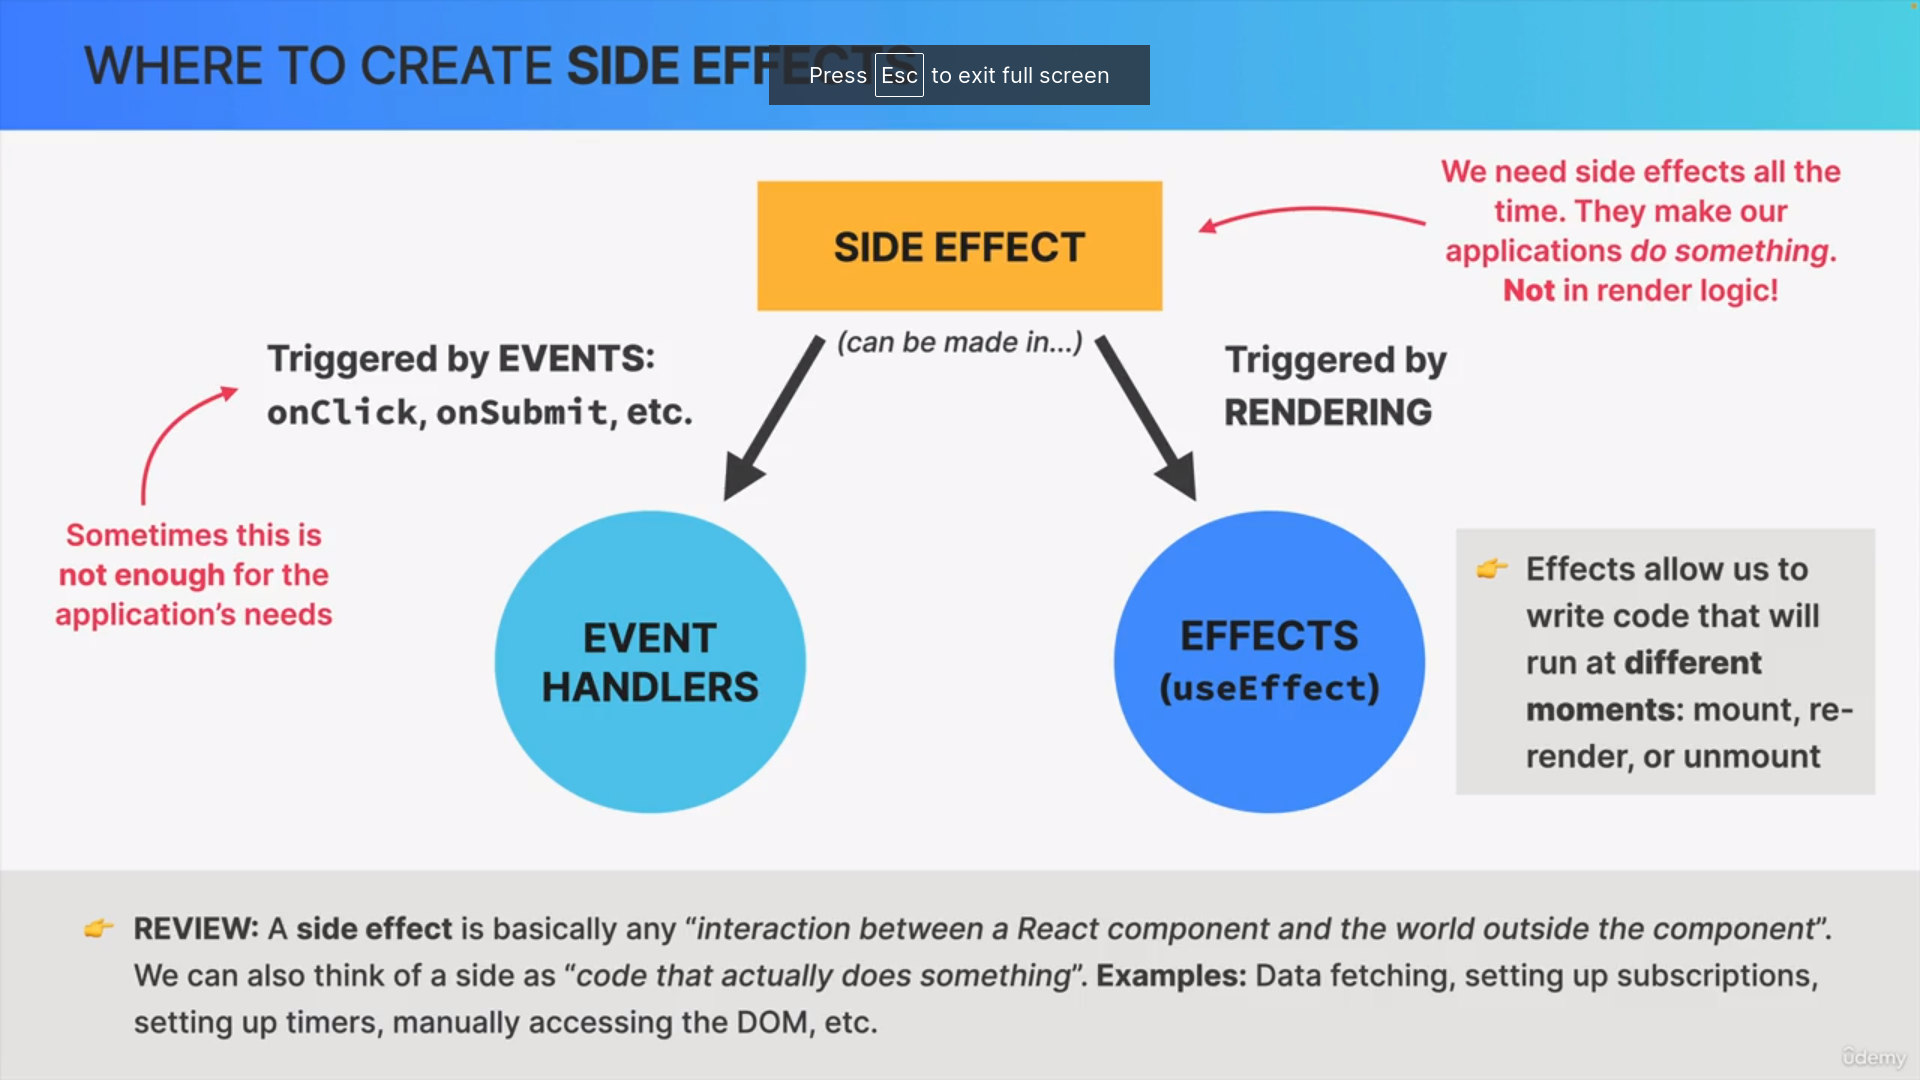 WHERE TO CREATE SIDE EFFECTS
Press Esc to exit full screen
We need side effects all the
time. They make our
applications do something.
Not in render logic!
SIDE EFFECT
(can be made in...)
Triggered by EVENTS:
onClick, onSubmit, etc.
Triggered by
RENDERING
Sometimes this is
not enough for the
application’s needs
EVENT
HANDLERS
EFFECTS
(useEffect)
👉 Effects allow us to
write code that will
run at different
moments: mount, re-
render, or unmount
👉 REVIEW: A side effect is basically any “interaction between a React component and the world outside the component”.
We can also think of a side as “code that actually does something”. Examples: Data fetching, setting up subscriptions,
setting up timers, manually accessing the DOM, etc.
ûdemy